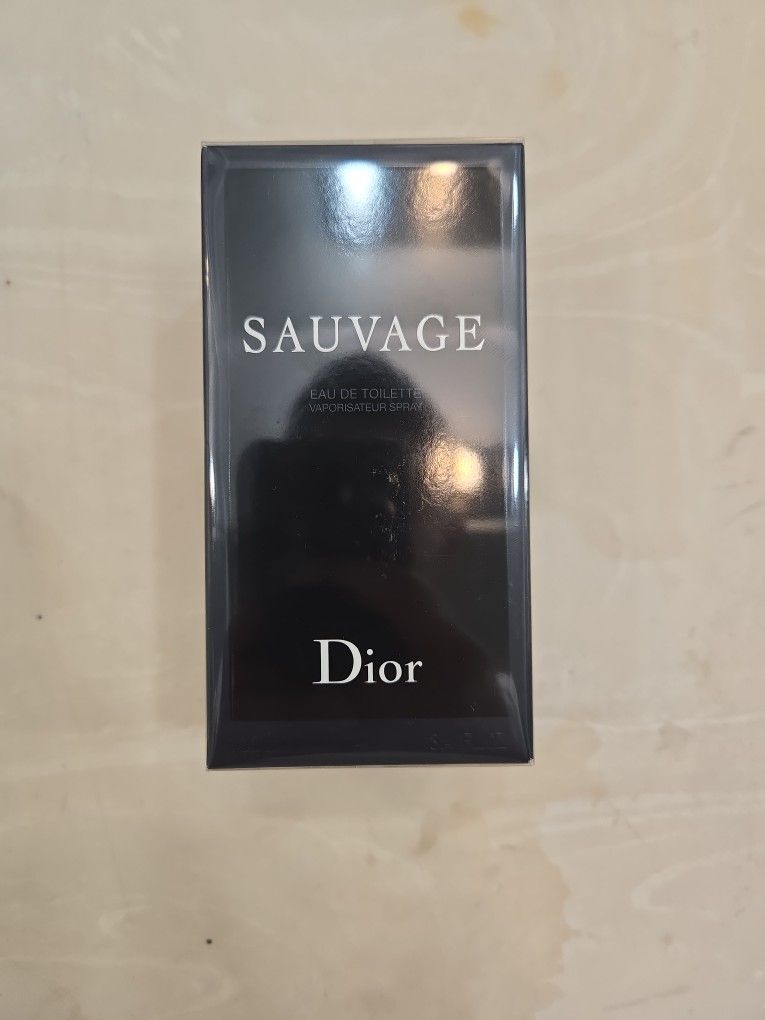 SAUVAGE
EAU DE TOILETTE
VAPORISATEUR SPRAY
Dior